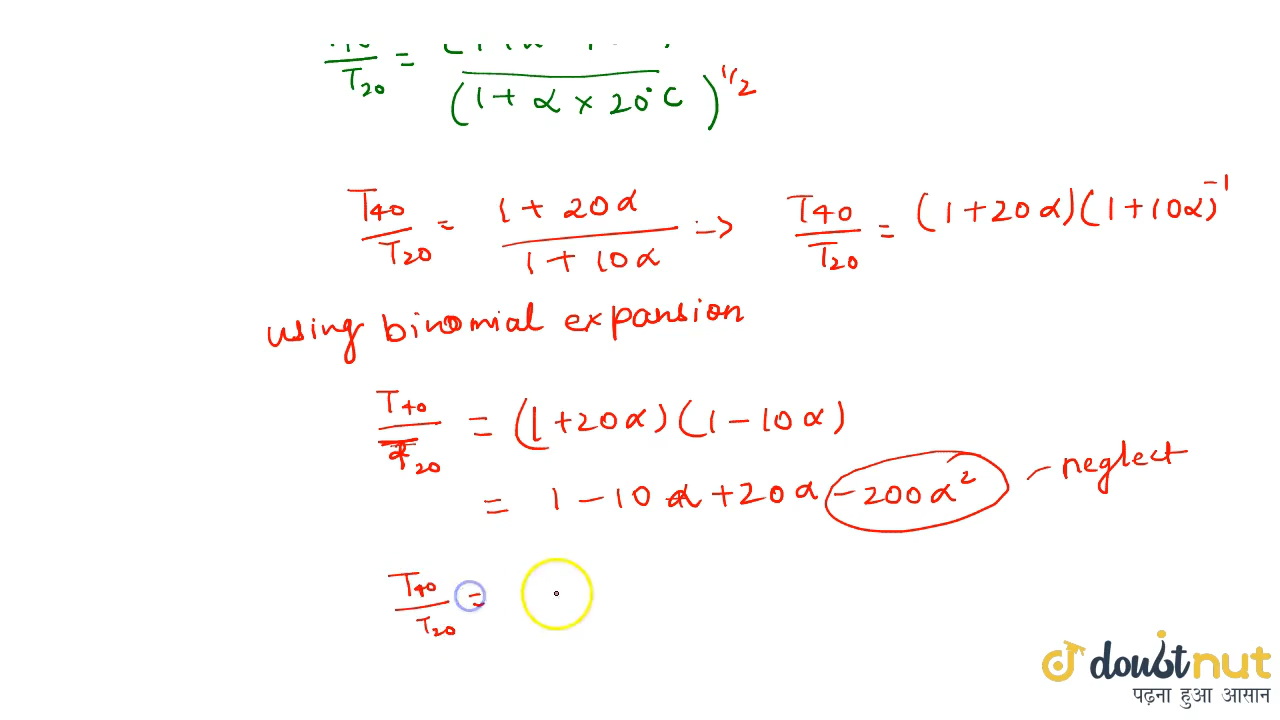 T20 =
(1 + α × 20°C)^1/2
T40/T20 = 1 + 20α / 1 + 10α → T40/T20 = (1 + 20α)(1 + 10α)^-1
using binomial expansion
T40/T20 = (1 + 20α)(1 - 10α)
= 1 - 10α + 20α - 200α² - neglect
T40/T20 =
doubtnut
पढ़ना हुआ आसान